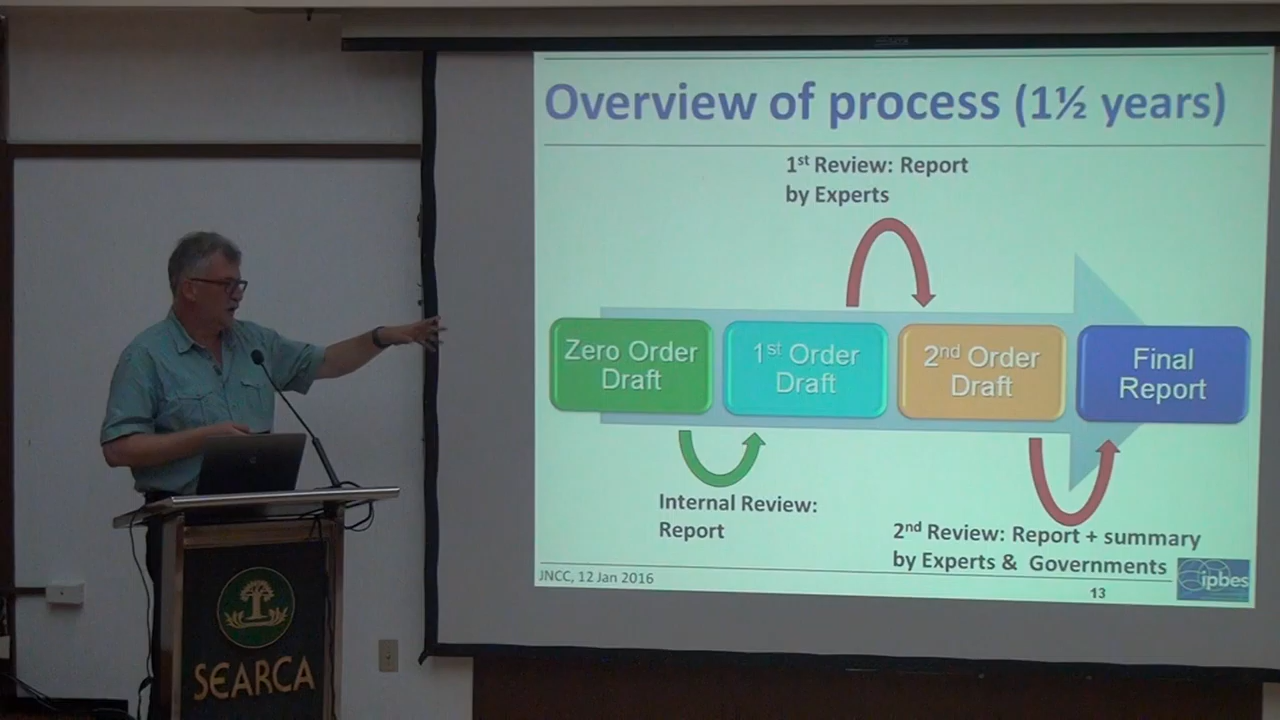 Overview of process (1½ years)
1st Review: Report
by Experts
Zero Order
Draft
1st Order
Draft
2nd Order
Draft
Final
Report
Internal Review:
Report
2nd Review: Report + summary
by Experts & Governments
JNCC, 12 Jan 2016
13
ipbes
SEARCA